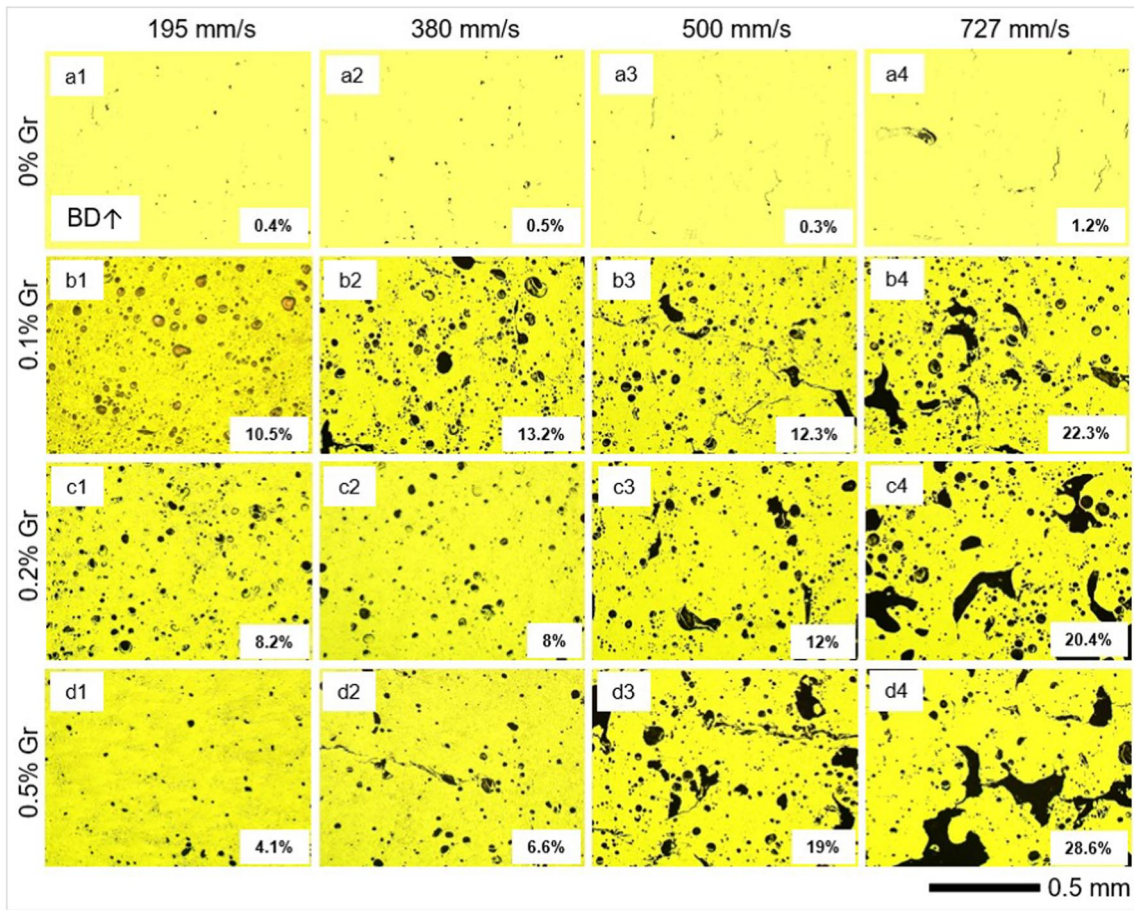 195 mm/s 380 mm/s 500 mm/s 727 mm/s
0% Gr
a1 a2 a3 a4
BD↑
0.4% 0.5% 0.3% 1.2%
0.1% Gr
b1 b2 b3 b4
10.5% 13.2% 12.3% 22.3%
0.2% Gr
c1 c2 c3 c4
8.2% 8% 12% 20.4%
0.5% Gr
d1 d2 d3 d4
4.1% 6.6% 19% 28.6%
0.5 mm